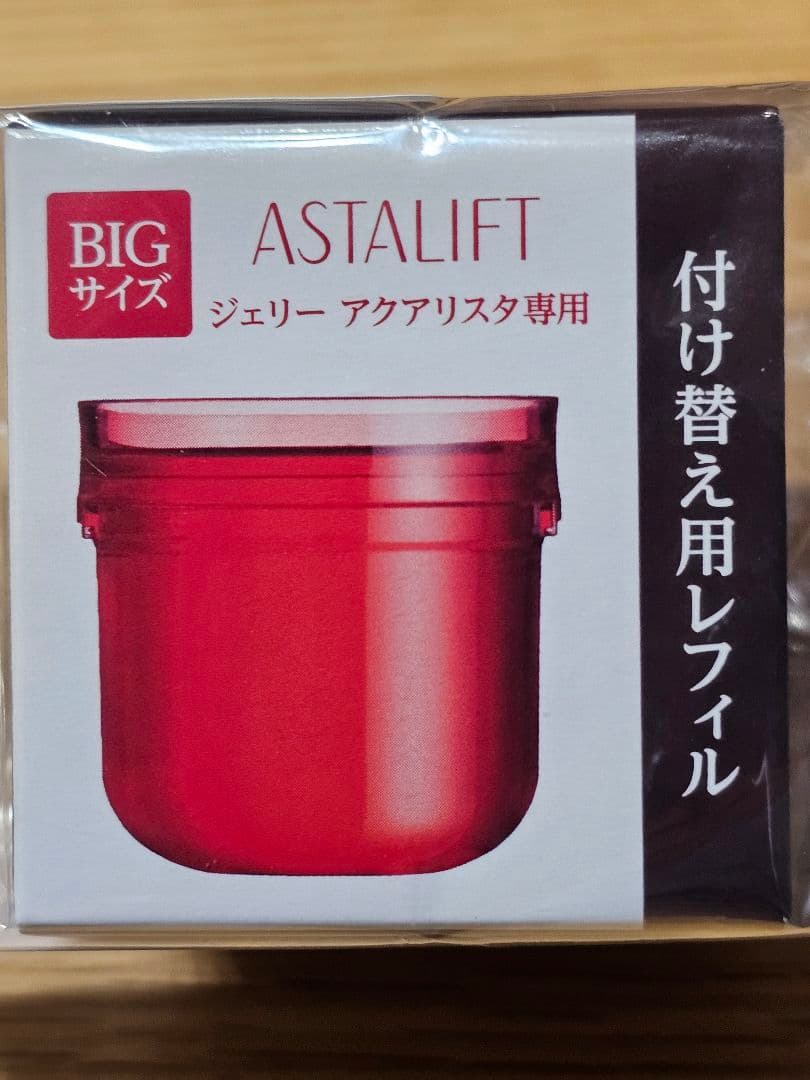 BIG
サイズ
ASTALIFT
ジェリー アクアリスタ専用
付け替え用レフィル